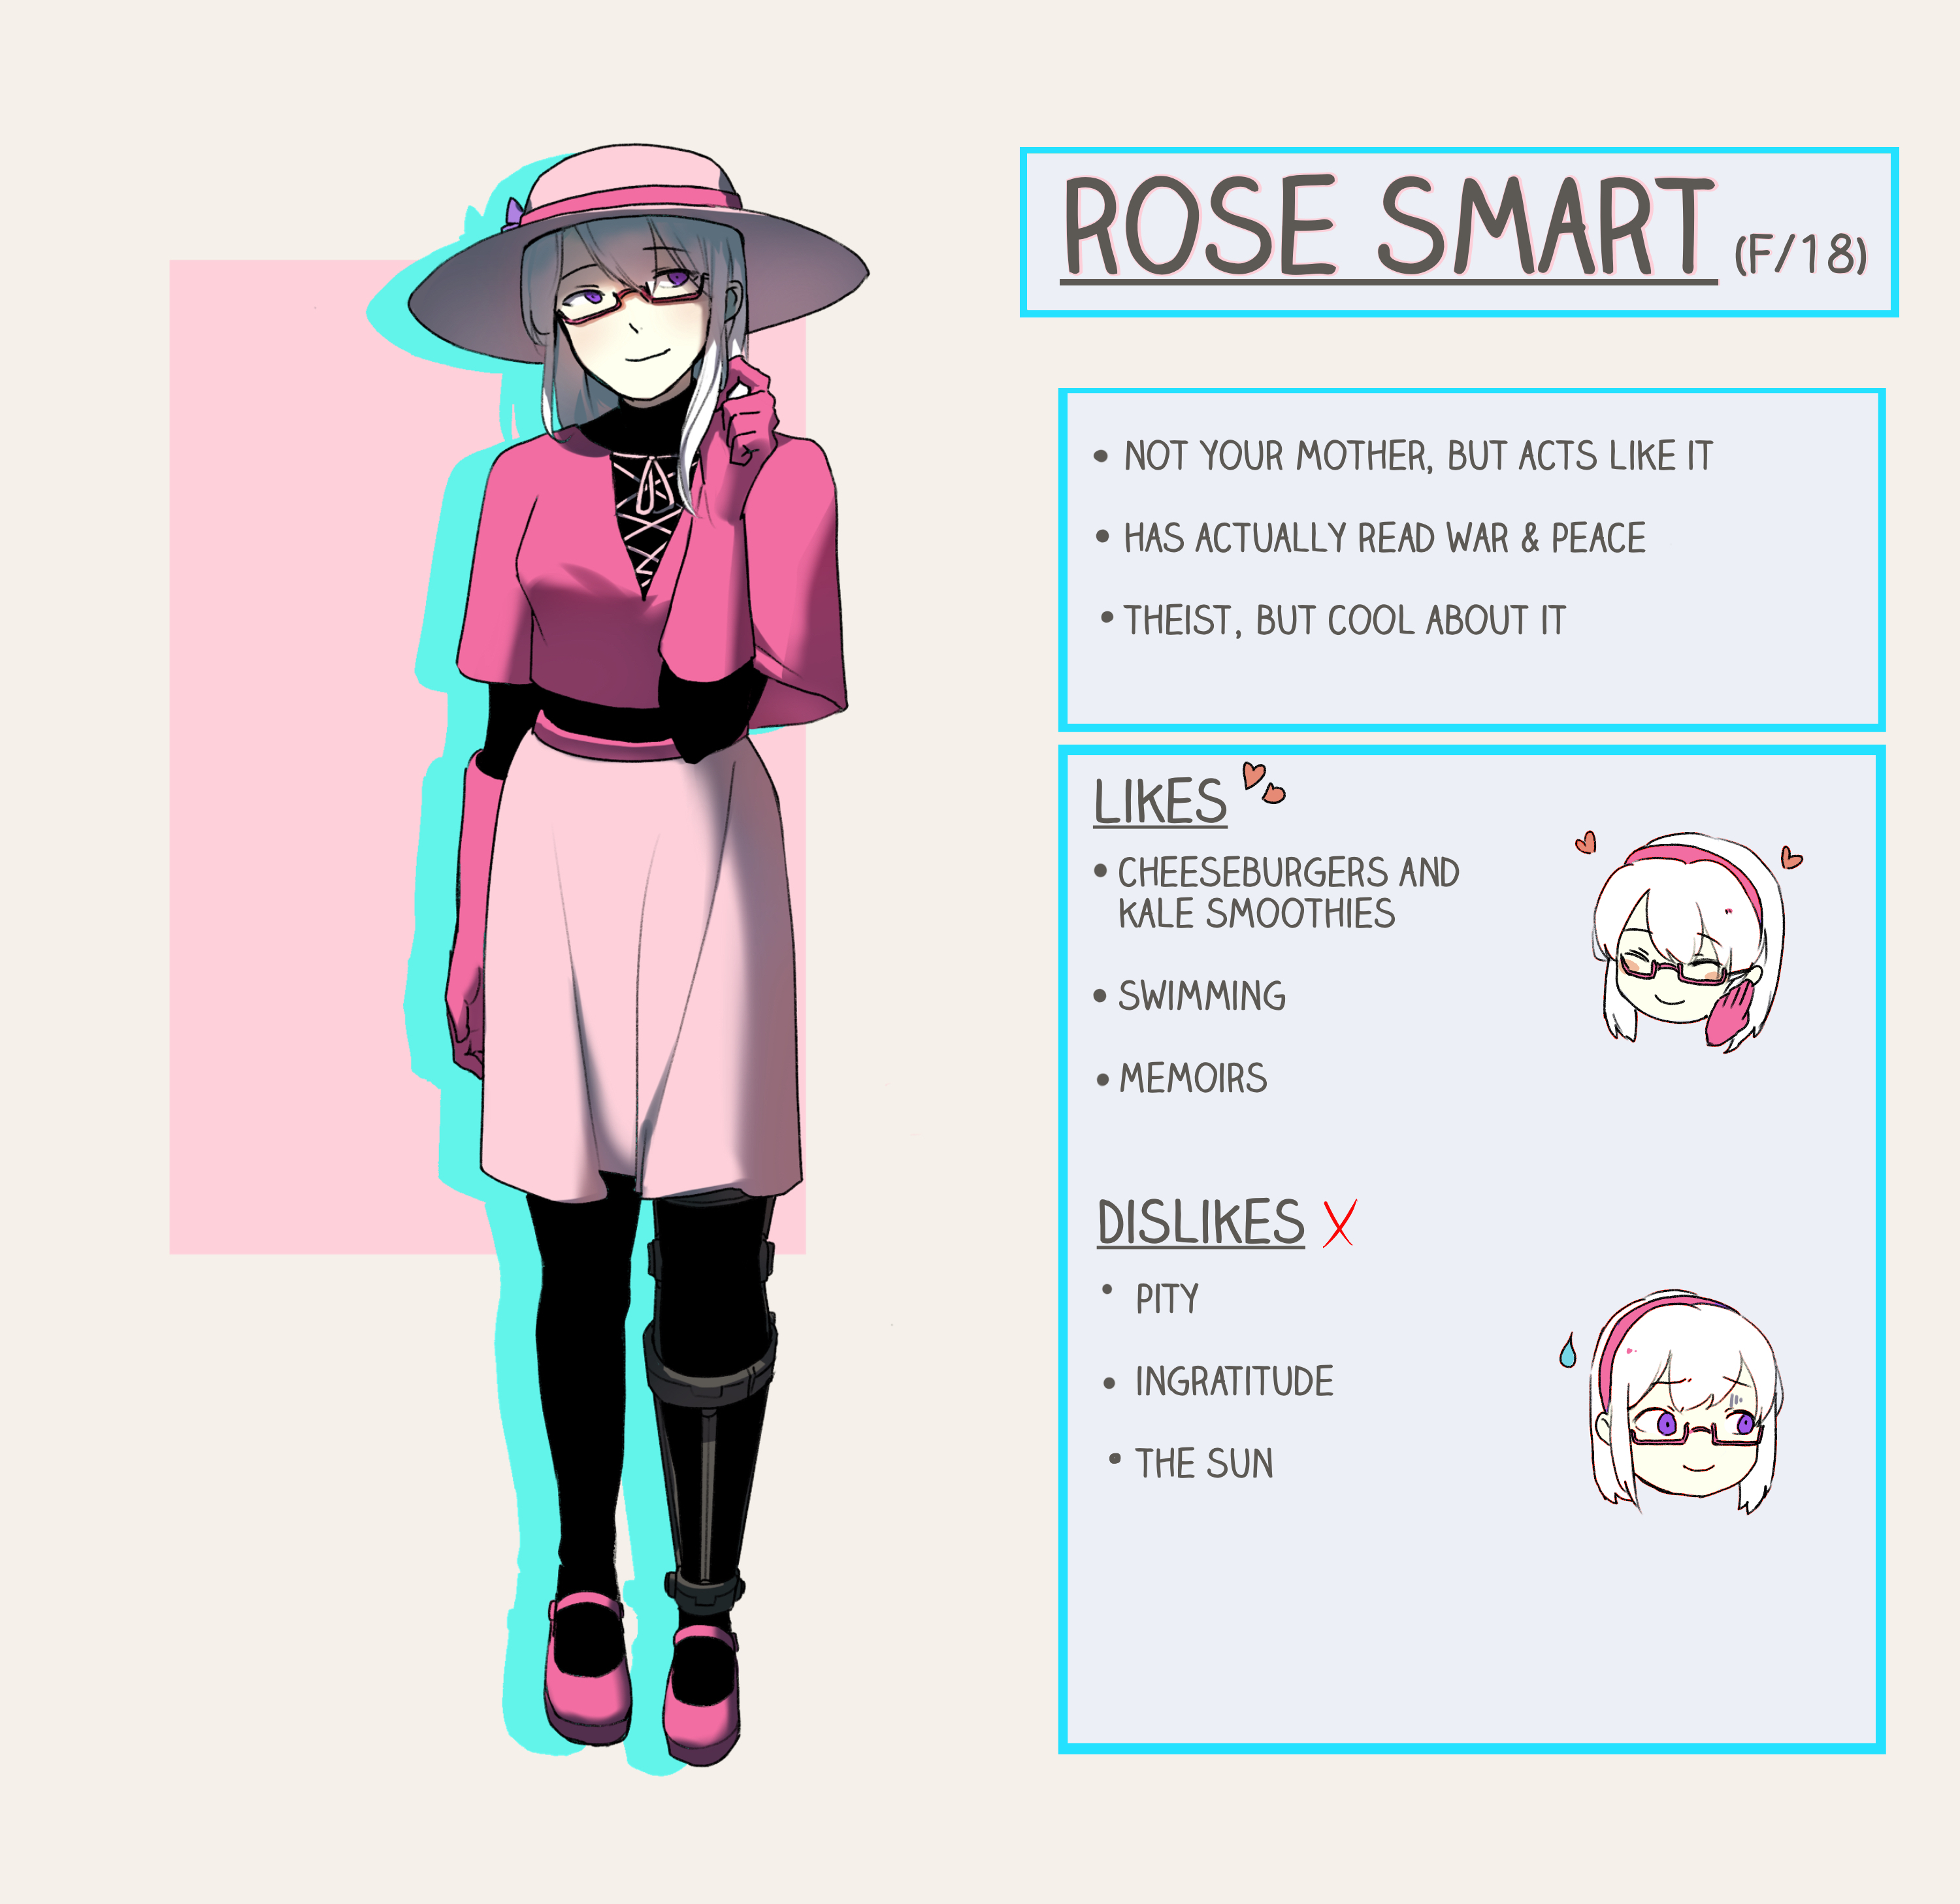 ROSE SMART (F/18)
• NOT YOUR MOTHER, BUT ACTS LIKE IT
• HAS ACTUALLY READ WAR & PEACE
• THEIST, BUT COOL ABOUT IT
LIKES
• CHEESEBURGERS AND
KALE SMOOTHIES
• SWIMMING
• MEMOIRS
DISLIKES X
• PITY
• INGRATITUDE
• THE SUN